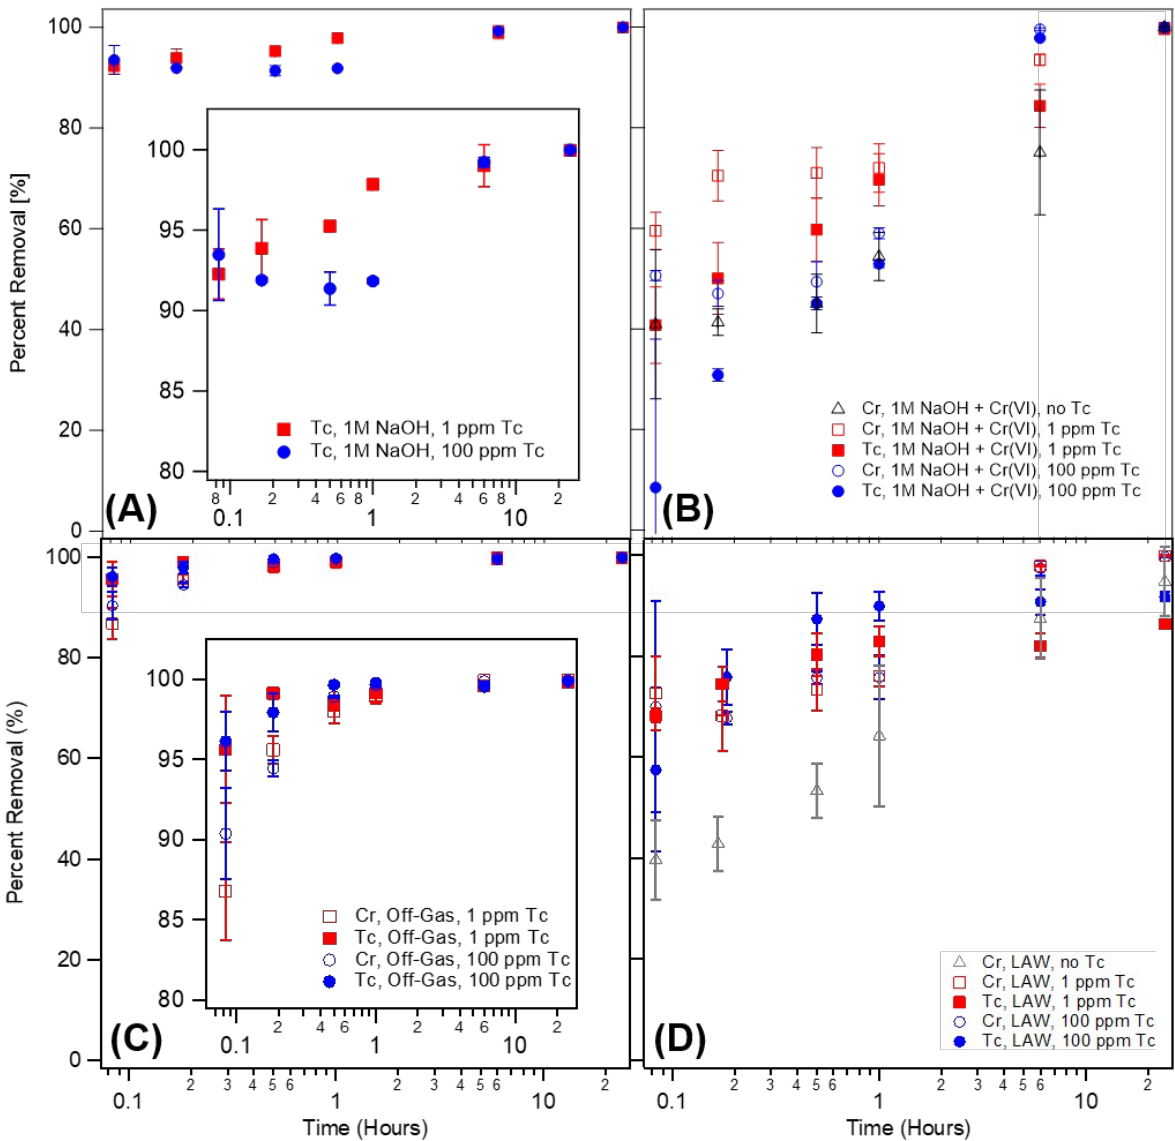 100
80
60
40
20
0
Percent Removal [%]
100
95
90
85
80
Tc, 1M NaOH, 1 ppm Tc
Tc, 1M NaOH, 100 ppm Tc
8 2 4 6 8 2 4 6 8 2
0.1 1 10
(A)
Cr, 1M NaOH + Cr(VI), no Tc
Cr, 1M NaOH + Cr(VI), 1 ppm Tc
Tc, 1M NaOH + Cr(VI), 1 ppm Tc
Cr, 1M NaOH + Cr(VI), 100 ppm Tc
Tc, 1M NaOH + Cr(VI), 100 ppm Tc
(B)
100
80
60
40
20
0
Percent Removal (%)
100
95
90
85
80
Cr, Off-Gas, 1 ppm Tc
Tc, Off-Gas, 1 ppm Tc
Cr, Off-Gas, 100 ppm Tc
Tc, Off-Gas, 100 ppm Tc
2 4 6 2 4 6 2
0.1 1 10
(C)
Cr, LAW, no Tc
Cr, LAW, 1 ppm Tc
Tc, LAW, 1 ppm Tc
Cr, LAW, 100 ppm Tc
Tc, LAW, 100 ppm Tc
(D)
2 3 4 5 6 2 3 4 5 6 2
0.1 1 10
Time (Hours)
8 2 3 4 5 6 8 2 3 4 5 6 8 2
0.1 1 10
Time (Hours)